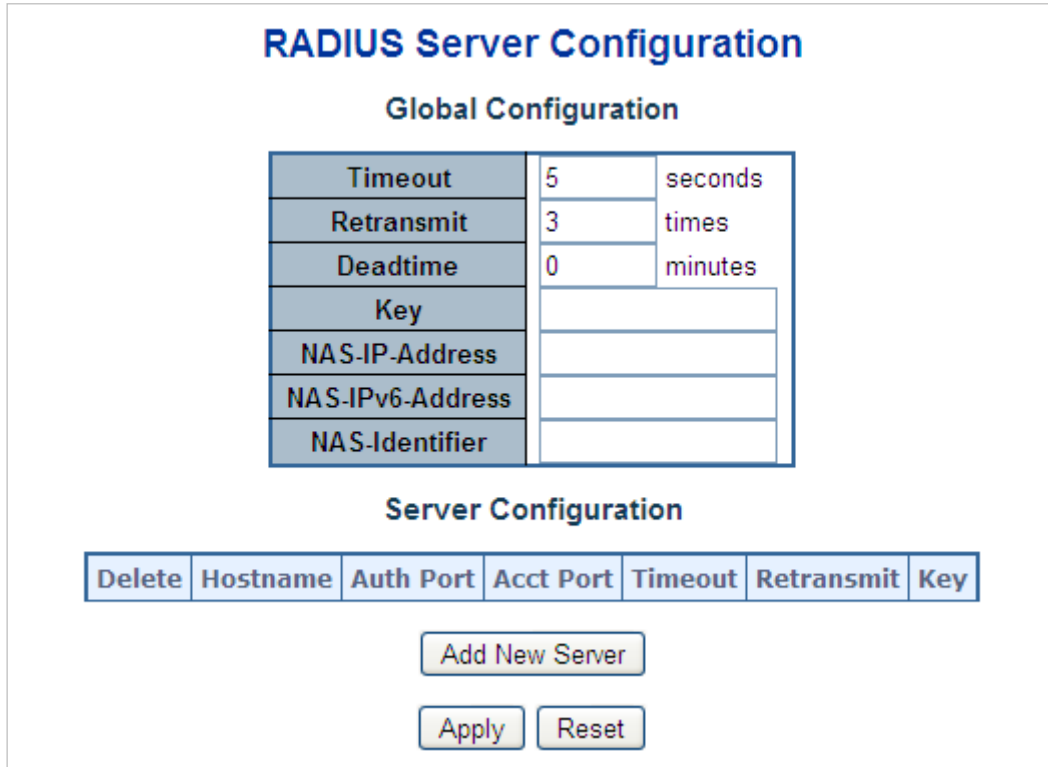 RADIUS Server Configuration
Global Configuration
Timeout 5 seconds
Retransmit 3 times
Deadtime 0 minutes
Key
NAS-IP-Address
NAS-IPv6-Address
NAS-Identifier
Server Configuration
Delete Hostname Auth Port Acct Port Timeout Retransmit Key
Add New Server
Apply Reset